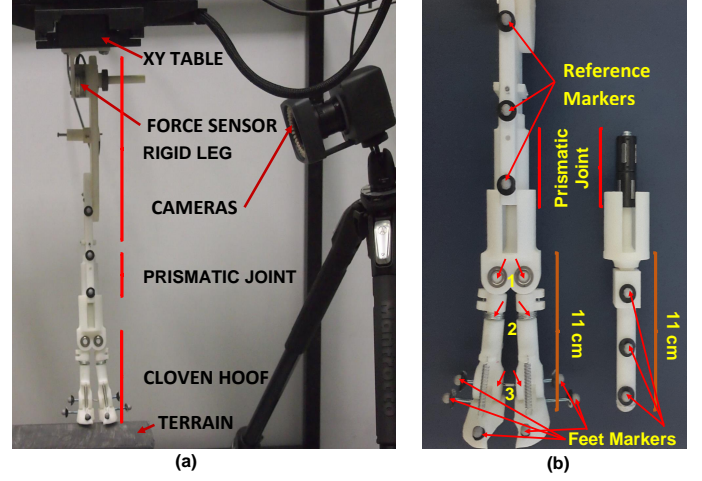 XY TABLE
FORCE SENSOR
RIGID LEG
CAMERAS
PRISMATIC JOINT
CLOVEN HOOF
TERRAIN
Manfrotto
(a)
Reference
Markers
Prismatic
Joint
1
2
3
11 cm
11 cm
Feet Markers
(b)